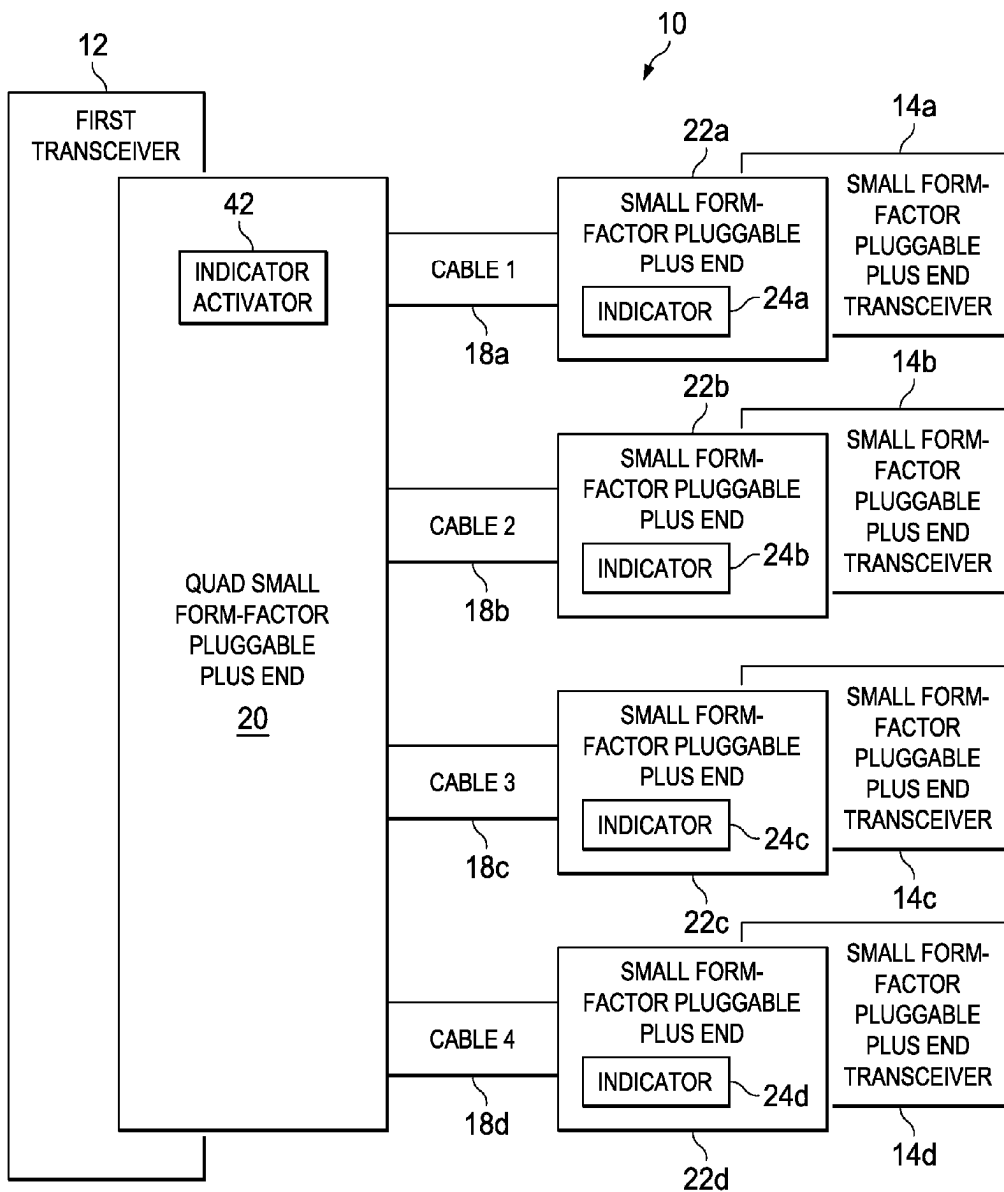 10
12
FIRST
TRANSCEIVER
42
INDICATOR
ACTIVATOR
QUAD SMALL
FORM-FACTOR
PLUGGABLE
PLUS END
20
CABLE 1
18a
22a
SMALL FORM-
FACTOR PLUGGABLE
PLUS END
INDICATOR
24a
14a
SMALL FORM-
FACTOR
PLUGGABLE
PLUS END
TRANSCEIVER
CABLE 2
18b
22b
SMALL FORM-
FACTOR PLUGGABLE
PLUS END
INDICATOR
24b
14b
SMALL FORM-
FACTOR
PLUGGABLE
PLUS END
TRANSCEIVER
CABLE 3
18c
SMALL FORM-
FACTOR PLUGGABLE
PLUS END
INDICATOR
24c
22c
SMALL FORM-
FACTOR
PLUGGABLE
PLUS END
TRANSCEIVER
14c
CABLE 4
18d
SMALL FORM-
FACTOR PLUGGABLE
PLUS END
INDICATOR
24d
22d
SMALL FORM-
FACTOR
PLUGGABLE
PLUS END
TRANSCEIVER
14d